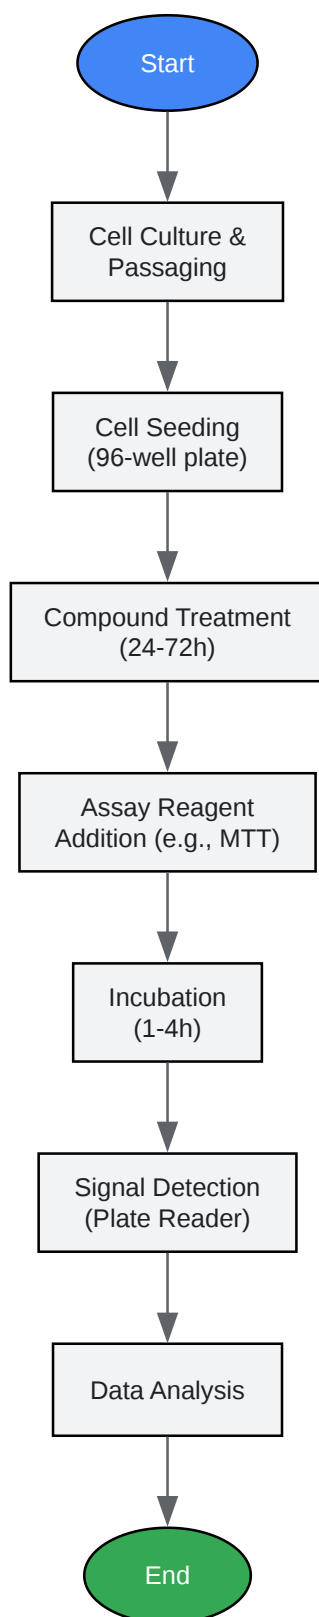 Start
Cell Culture &
Passaging
Cell Seeding
(96-well plate)
Compound Treatment
(24-72h)
Assay Reagent
Addition (e.g., MTT)
Incubation
(1-4h)
Signal Detection
(Plate Reader)
Data Analysis
End